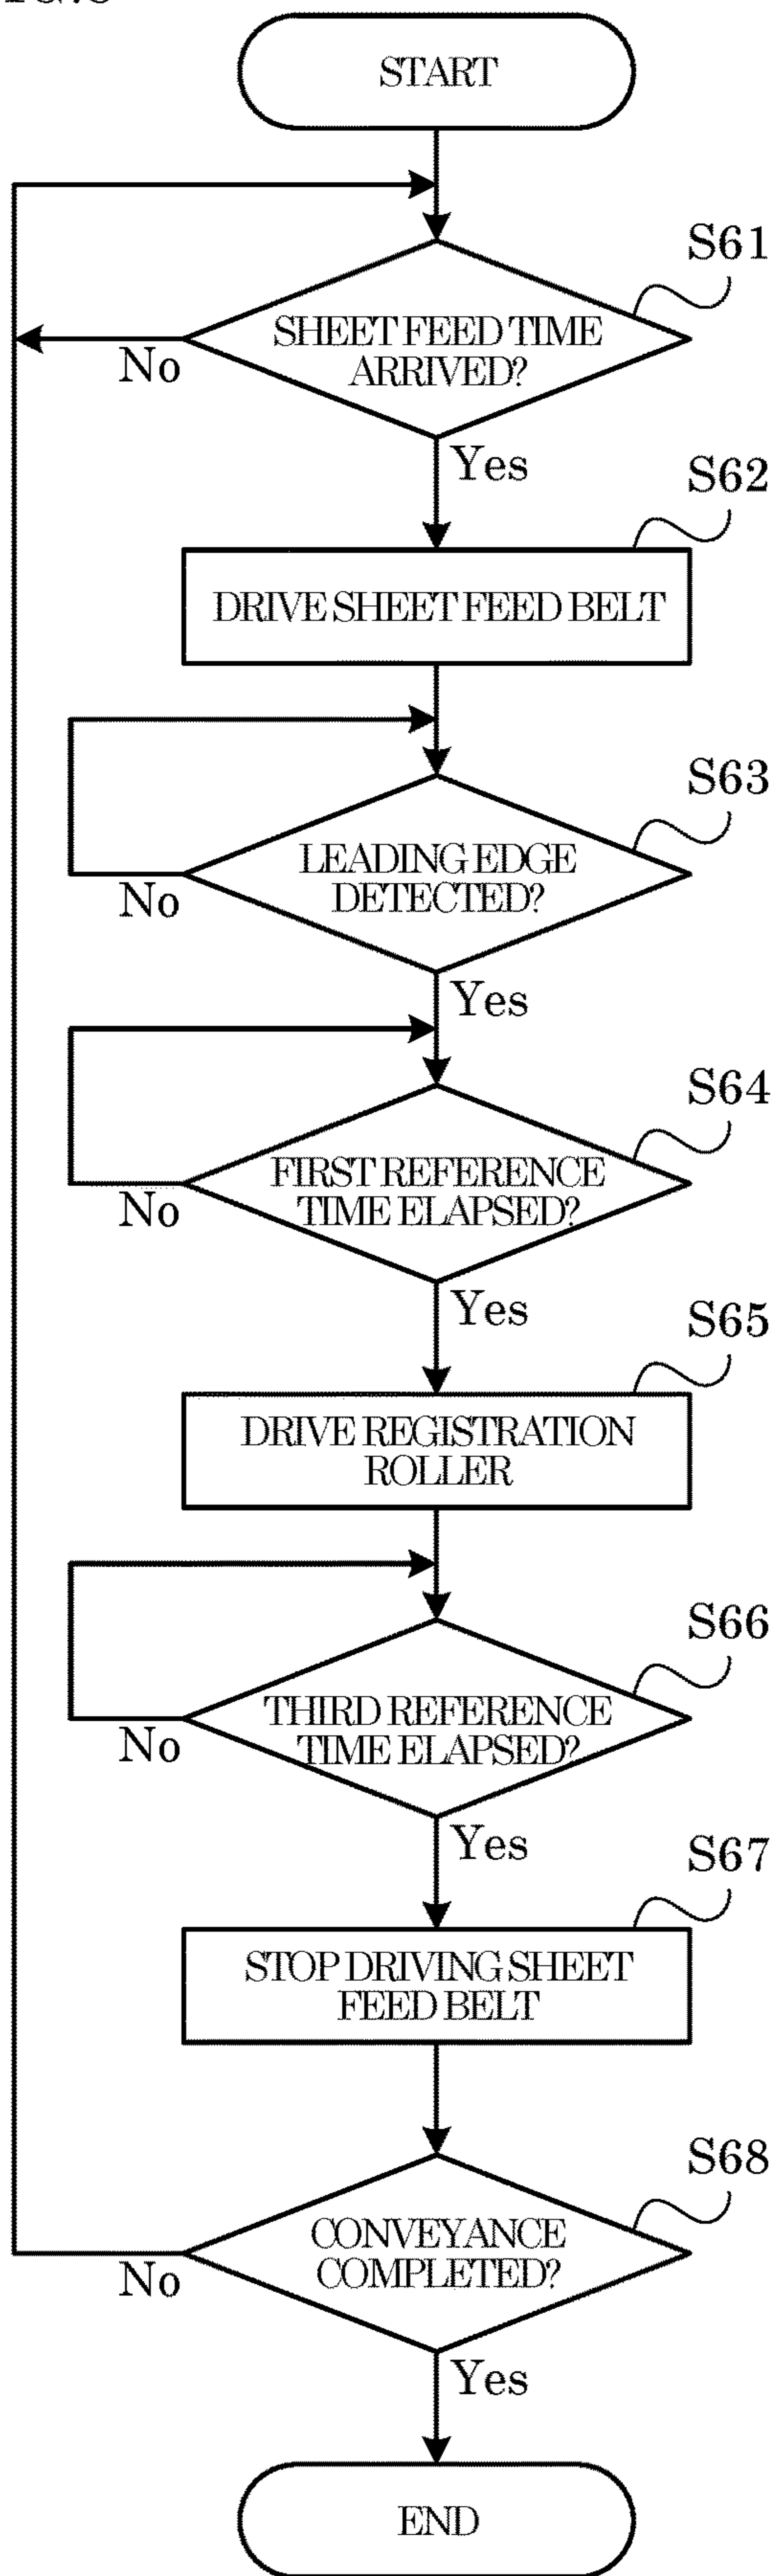 START
S61
SHEET FEED TIME
ARRIVED?
No
Yes
S62
DRIVE SHEET FEED BELT
S63
LEADING EDGE
DETECTED?
No
Yes
S64
FIRST REFERENCE
TIME ELAPSED?
No
Yes
S65
DRIVE REGISTRATION
ROLLER
S66
THIRD REFERENCE
TIME ELAPSED?
No
Yes
S67
STOP DRIVING SHEET
FEED BELT
S68
CONVEYANCE
COMPLETED?
No
Yes
END